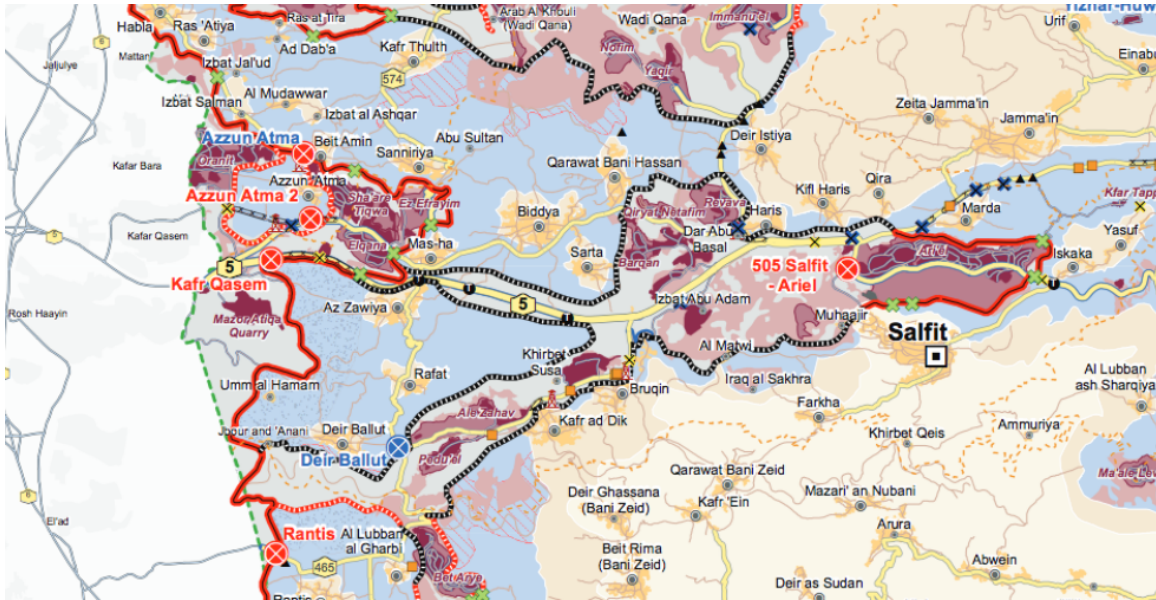 Habla
Ras 'Atiya
Ras at Tira
Arab Al Khouli
(Wadi Qana)
Wadi Qana
Immanu'el
Yizhar-Huw
Urif
Einabu
Mattan
Jaljulye
6
Ad Dab'a
Kafr Thulth
574
Nofim
Yaqir
Izbat Jal'ud
Izbat Salman
Al Mudawwar
Izbat al Ashqar
Zeita Jamma'in
Jamma'in
Deir Istiya
Azzun Atma
Beit Amin
Abu Sultan
Sanniriya
Oranit
Kafar Bara
Qarawat Bani Hassan
Kifl Haris
Qira
Azzun 'Atma
Azzun Atma 2
Sha'are
Tiqwa
Ez Efrayim
Kfar Tapp
Revava
Qiryat Netafim
Haris
Marda
Biddya
Dar Abu
Basal
Yasuf
5
Kafar Qasem
Elqana
Mas-ha
Sarta
Barqan
Ari'el
Iskaka
5
Kafr Qasem
505 Salfit
- Ariel
Izbat Abu Adam
5
Az Zawiya
Rosh Haayin
Mazor Atiqa
Quarry
Muhaajir
Salfit
Al Matwi
Khirbet
Susa
Al Lubban
ash Sharqiya
Umm al Hamam
Rafat
Bruqin
Iraq al Sakhra
Farkha
Ale Zahav
Kafr ad Dik
Khirbet Qeis
Ammuriya
Deir Ballut
Deir Ballut
Pedu'el
Qarawat Bani Zeid
Ma'ale Lev
6
Deir Ghassana
(Bani Zeid)
Kafr 'Ein
Mazari' an Nubani
El'ad
Rantis
Al Lubban
al Gharbi
Arura
465
Beit Rima
(Bani Zeid)
Abwein
Bet Arye
Deir as Sudan
Rantis